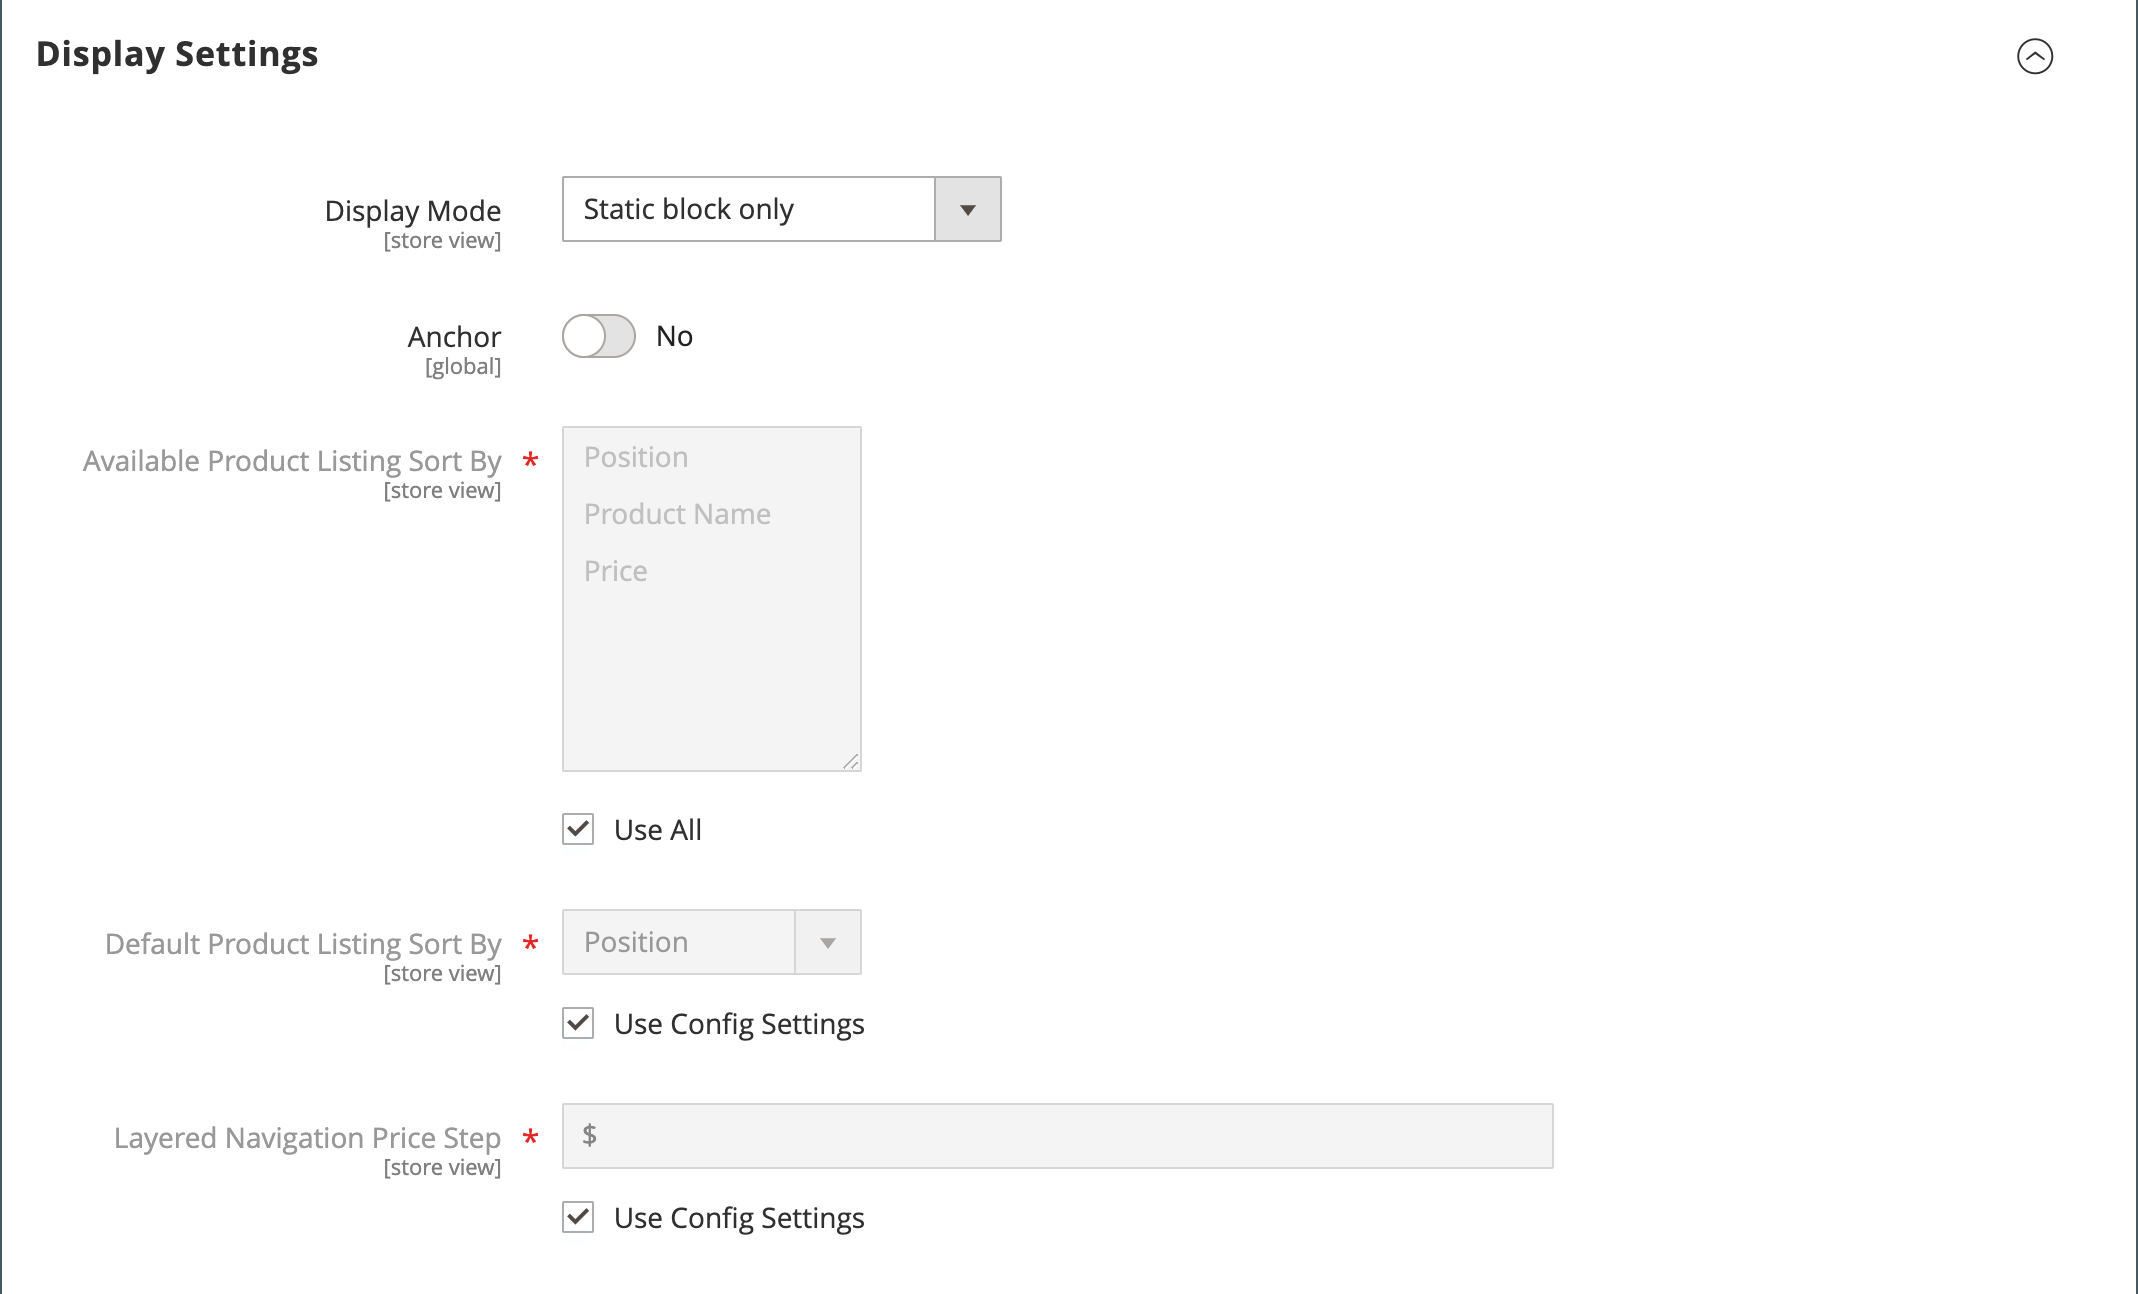 Display Settings
Display Mode
[store view]
Static block only
Anchor
[global]
No
Available Product Listing Sort By *
[store view]
Position
Product Name
Price
Use All
Default Product Listing Sort By *
[store view]
Position
Use Config Settings
Layered Navigation Price Step *
[store view]
$
Use Config Settings